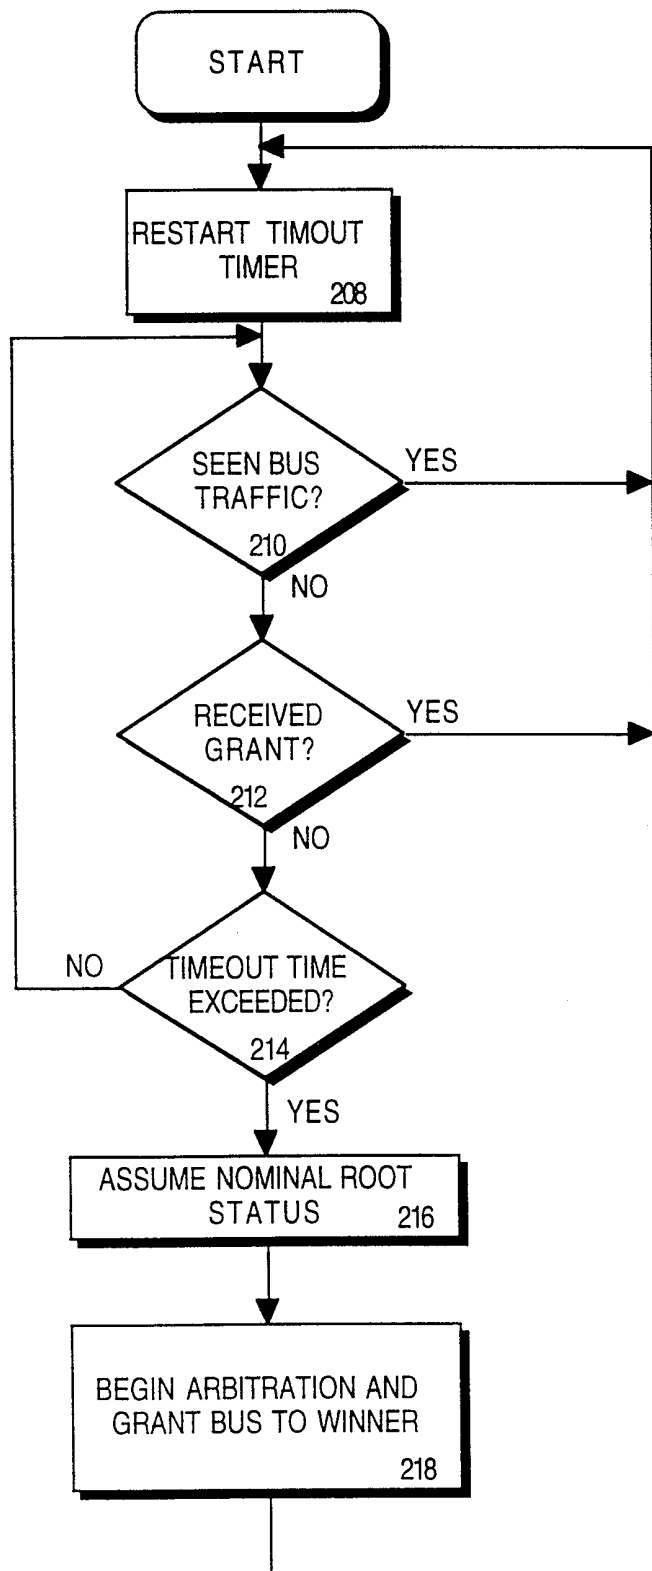 START
RESTART TIMOUT
TIMER
208
SEEN BUS
TRAFFIC?
210
YES
NO
RECEIVED
GRANT?
212
YES
NO
TIMEOUT TIME
EXCEEDED?
214
NO
YES
ASSUME NOMINAL ROOT
STATUS 216
BEGIN ARBITRATION AND
GRANT BUS TO WINNER
218